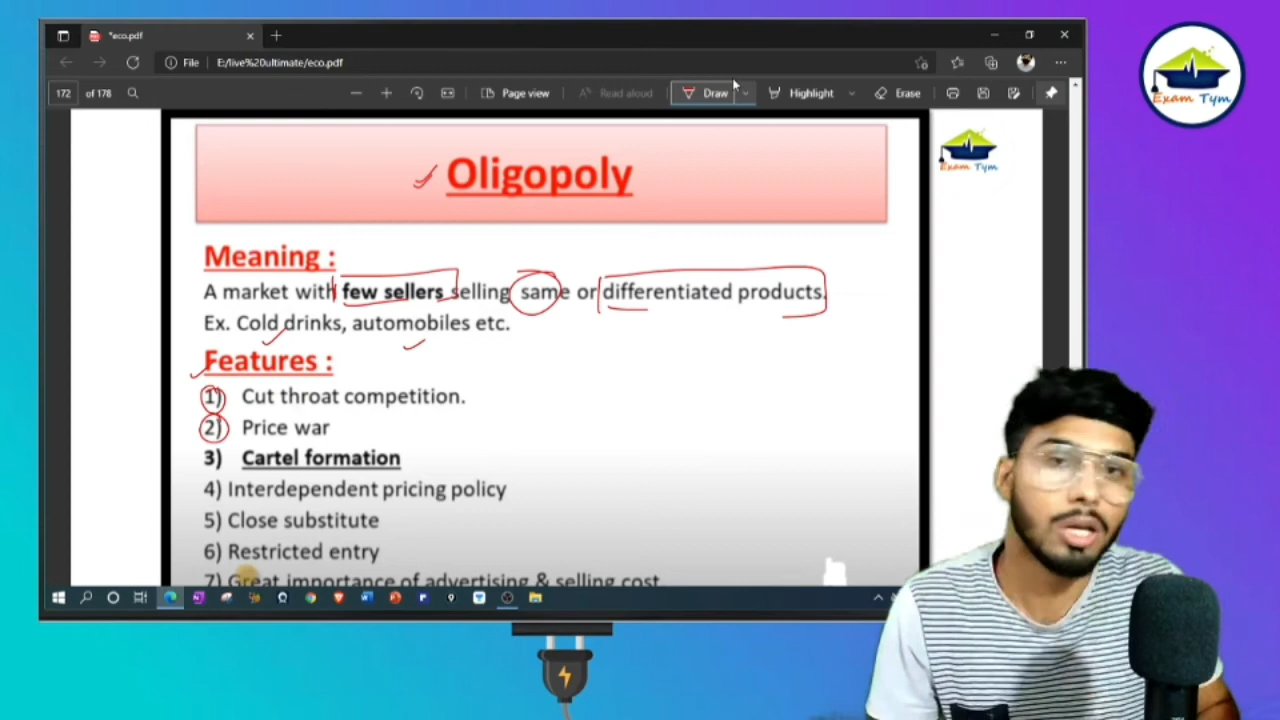 *eco.pdf
File E:/live%20ultimate/eco.pdf
172 of 178 Page view Read aloud Draw Highlight Erase
Exam Tym
Exam Tym
Oligopoly
Meaning :
A market with few sellers selling same or differentiated products.
Ex. Cold drinks, automobiles etc.
Features :
1) Cut throat competition.
2) Price war
3) Cartel formation
4) Interdependent pricing policy
5) Close substitute
6) Restricted entry
7) Great importance of advertising & selling cost